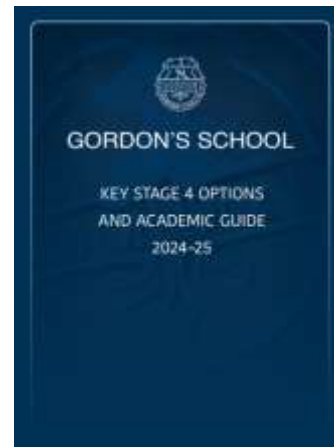 GORDON'S SCHOOL
KEY STAGE 4 OPTIONS
AND ACADEMIC GUIDE
2024-25